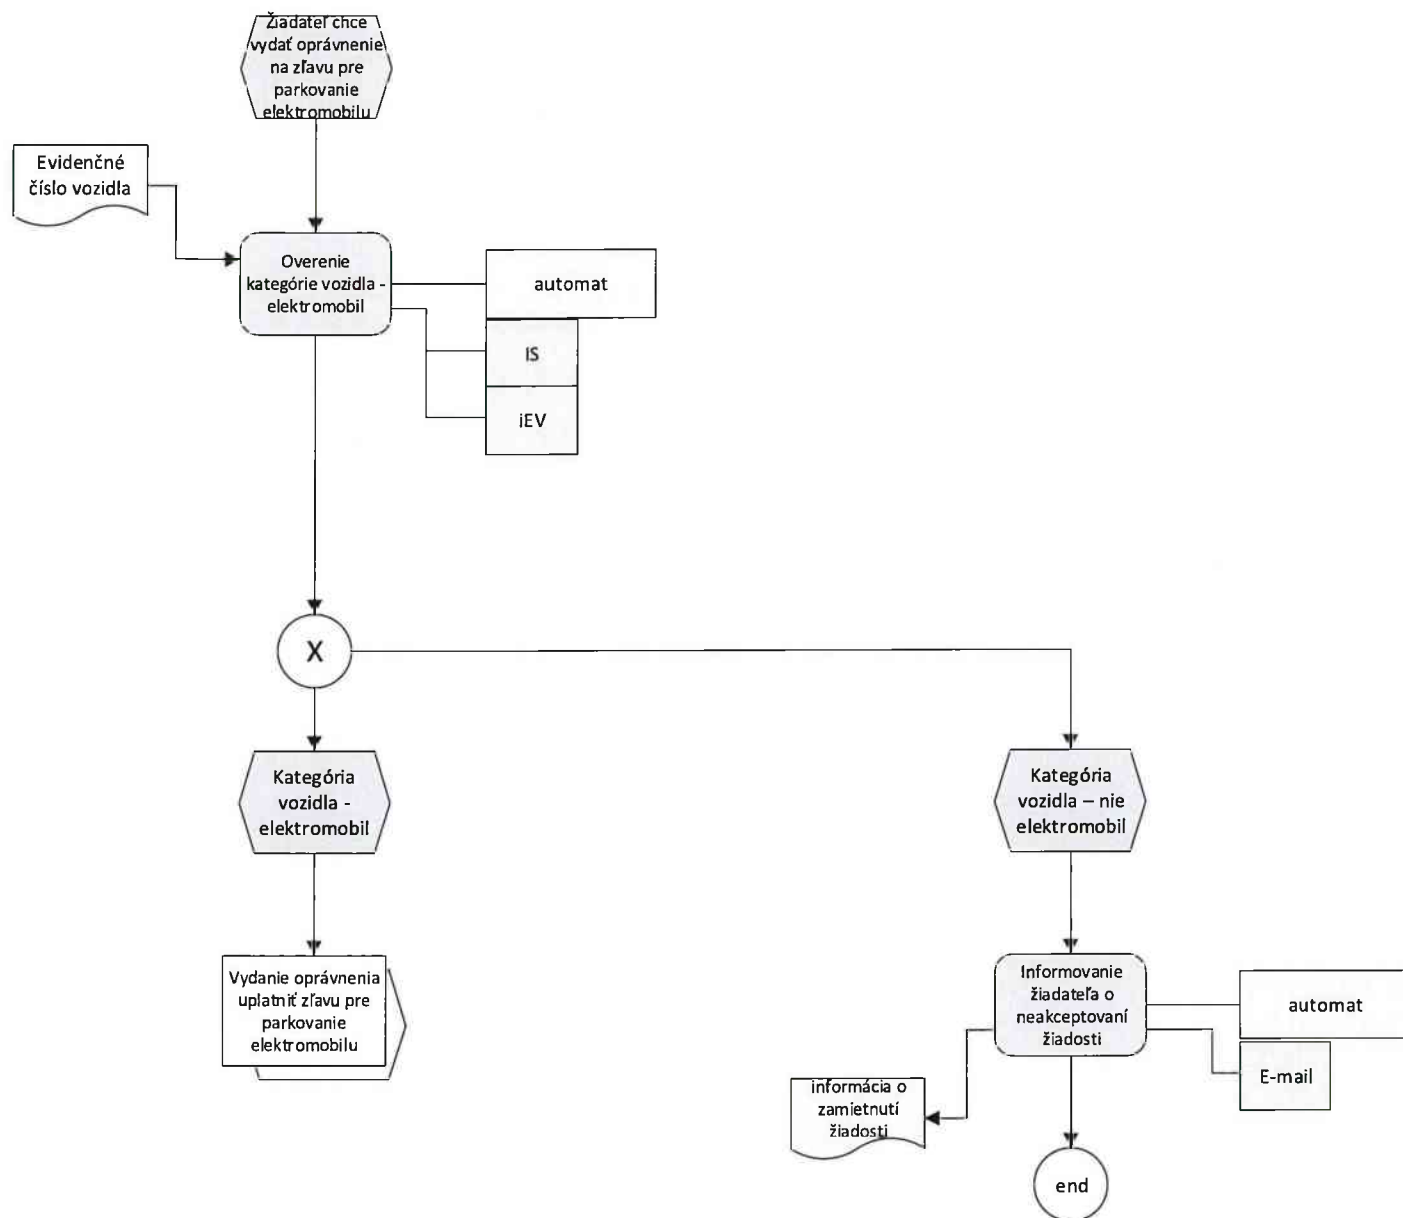 Žiadateľ chce
vydať oprávnenie
na zľavu pre
parkovanie
elektromobilu
Evidenčné
číslo vozidla
Overenie
kategórie vozidla -
elektromobil
automat
IS
iEV
X
Kategória
vozidla -
elektromobil
Kategória
vozidla – nie
elektromobil
Vydanie oprávnenia
uplatniť zľavu pre
parkovanie
elektromobilu
Informovanie
žiadateľa o
neakceptovaní
žiadosti
automat
E-mail
informácia o
zamietnutí
žiadosti
end